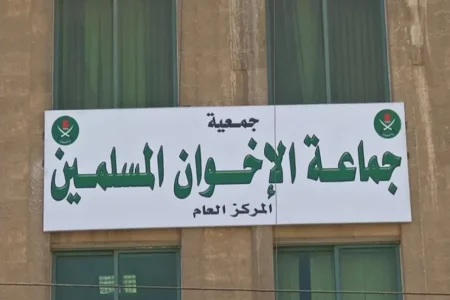 جمعية
جماعة الإخوان المسلمين
المركز العام